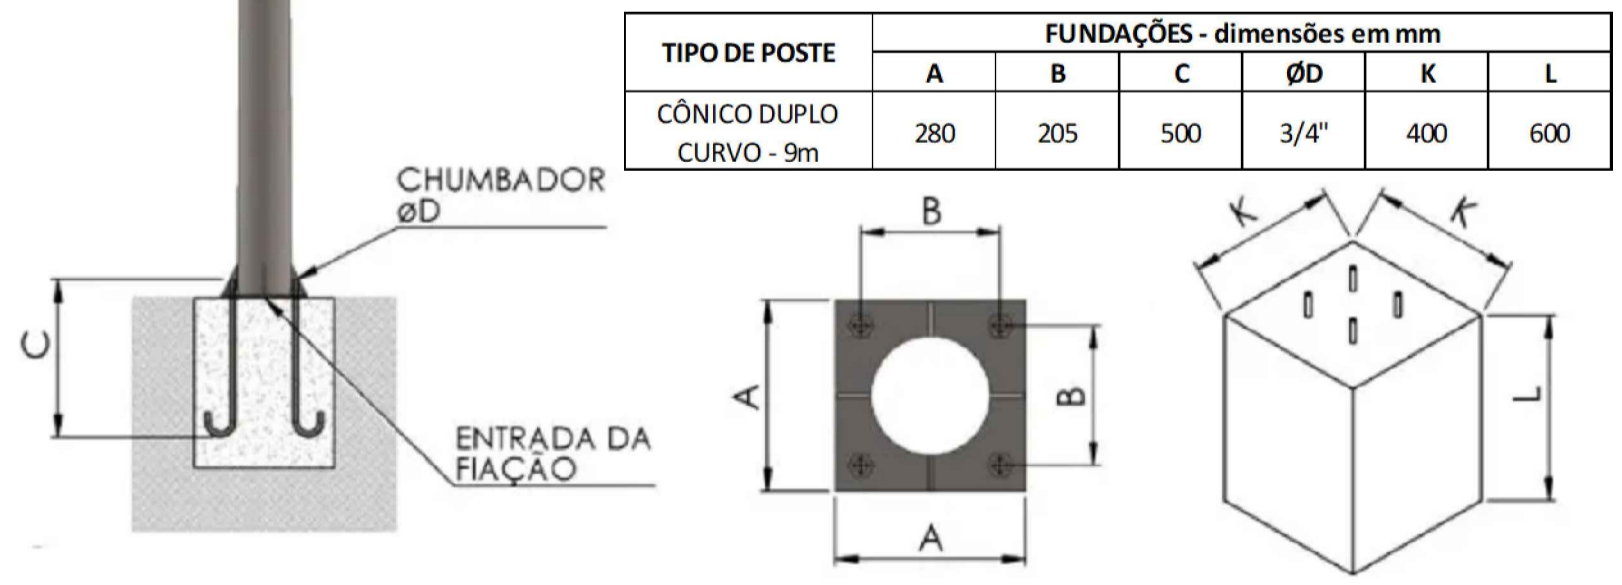 TIPO DE POSTE
FUNDAÇÕES - dimensões em mm
A B C ØD K L
CÔNICO DUPLO
CURVO - 9m
280 205 500 3/4" 400 600
CHUMBADOR
øD
C
ENTRADA DA
FIAÇÃO
B
A
B
A
K
K
L